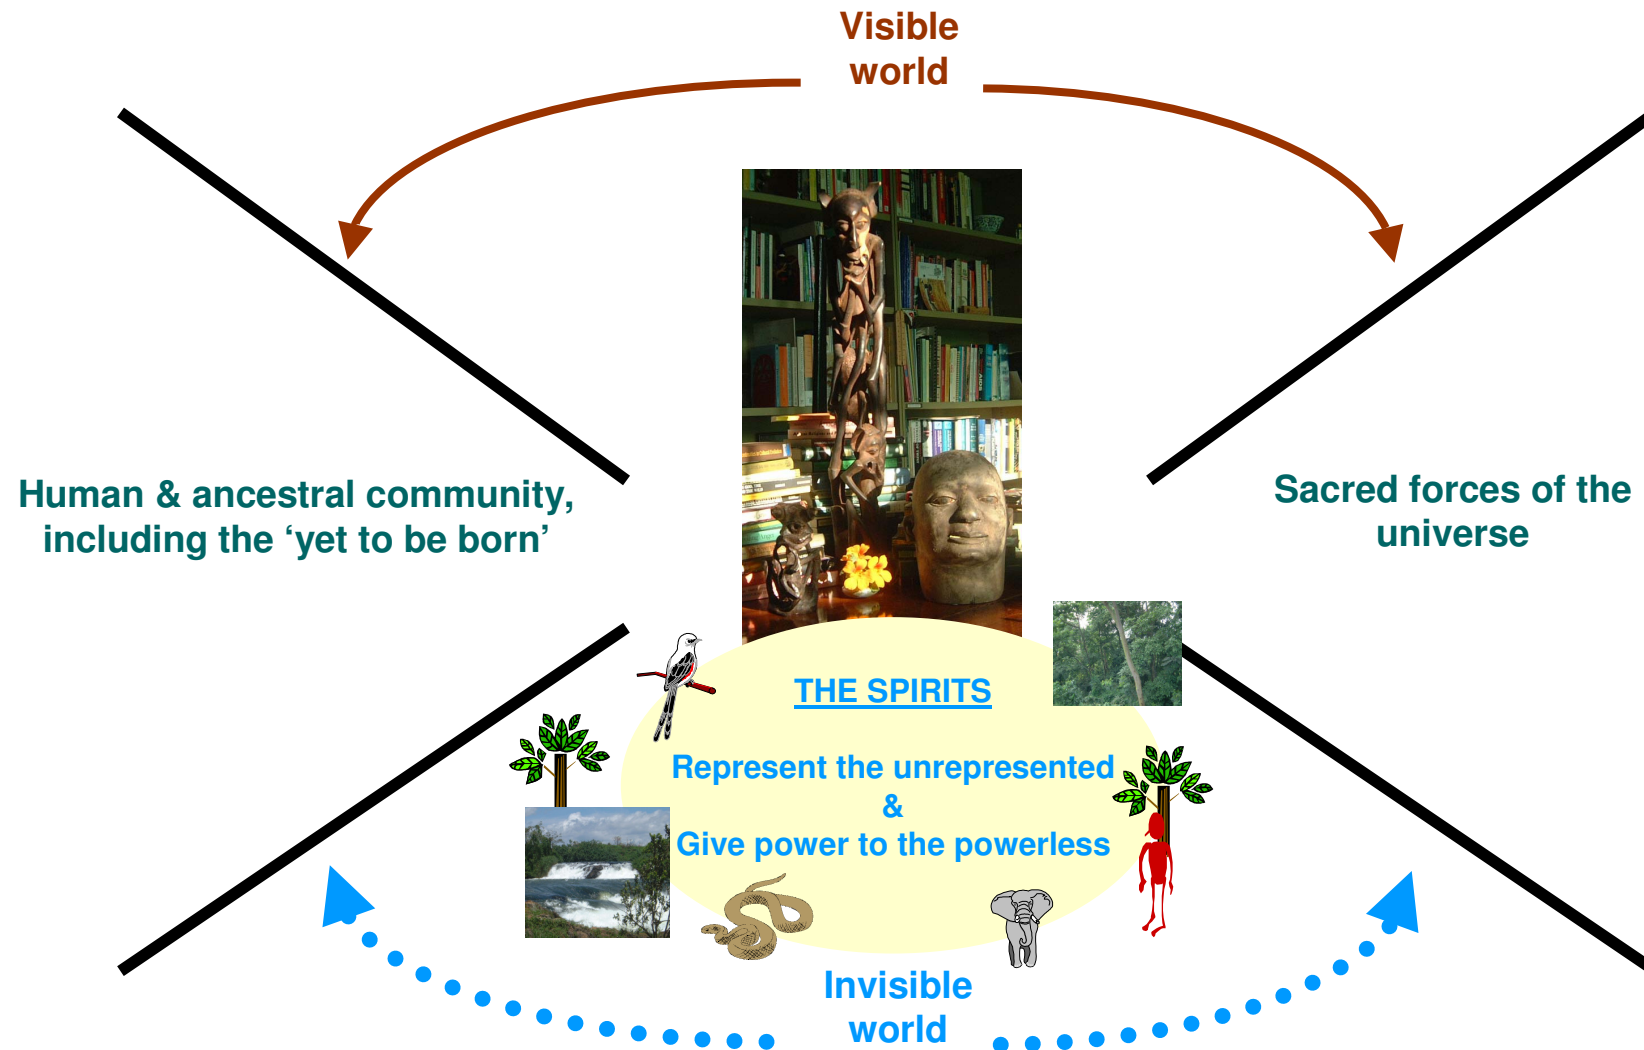 Visible
world
Human & ancestral community,
including the ‘yet to be born’
Sacred forces of the
universe
THE SPIRITS
Represent the unrepresented
&
Give power to the powerless
Invisible
world